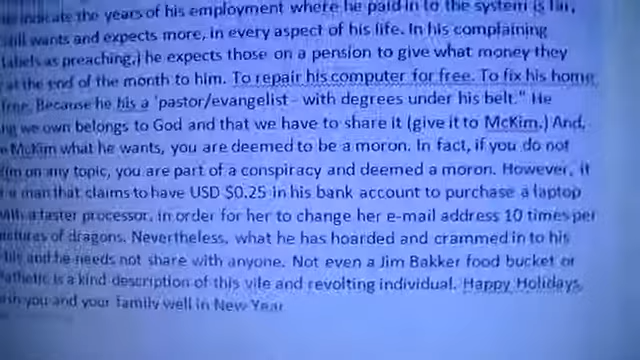 indicate the years of his employment where he paid in to the system is fair,
still wants and expects more, in every aspect of his life. In his complaining
labels as preaching,) he expects those on a pension to give what money they
at the end of the month to him. To repair his computer for free. To fix his home
free. Because he his a 'pastor/evangelist - with degrees under his belt." He
we own belongs to God and that we have to share it (give it to McKim.) And,
McKim what he wants, you are deemed to be a moron. In fact, if you do not
on any topic, you are part of a conspiracy and deemed a moron. However, it
man that claims to have USD $0.25 in his bank account to purchase a laptop
with a faster processor, in order for her to change her e-mail address 10 times per
pictures of dragons. Nevertheless, what he has hoarded and crammed in to his
and he needs not share with anyone. Not even a Jim Bakker food bucket or
Pathetic is a kind description of this vile and revolting individual. Happy Holidays,
you and your family well in New Year